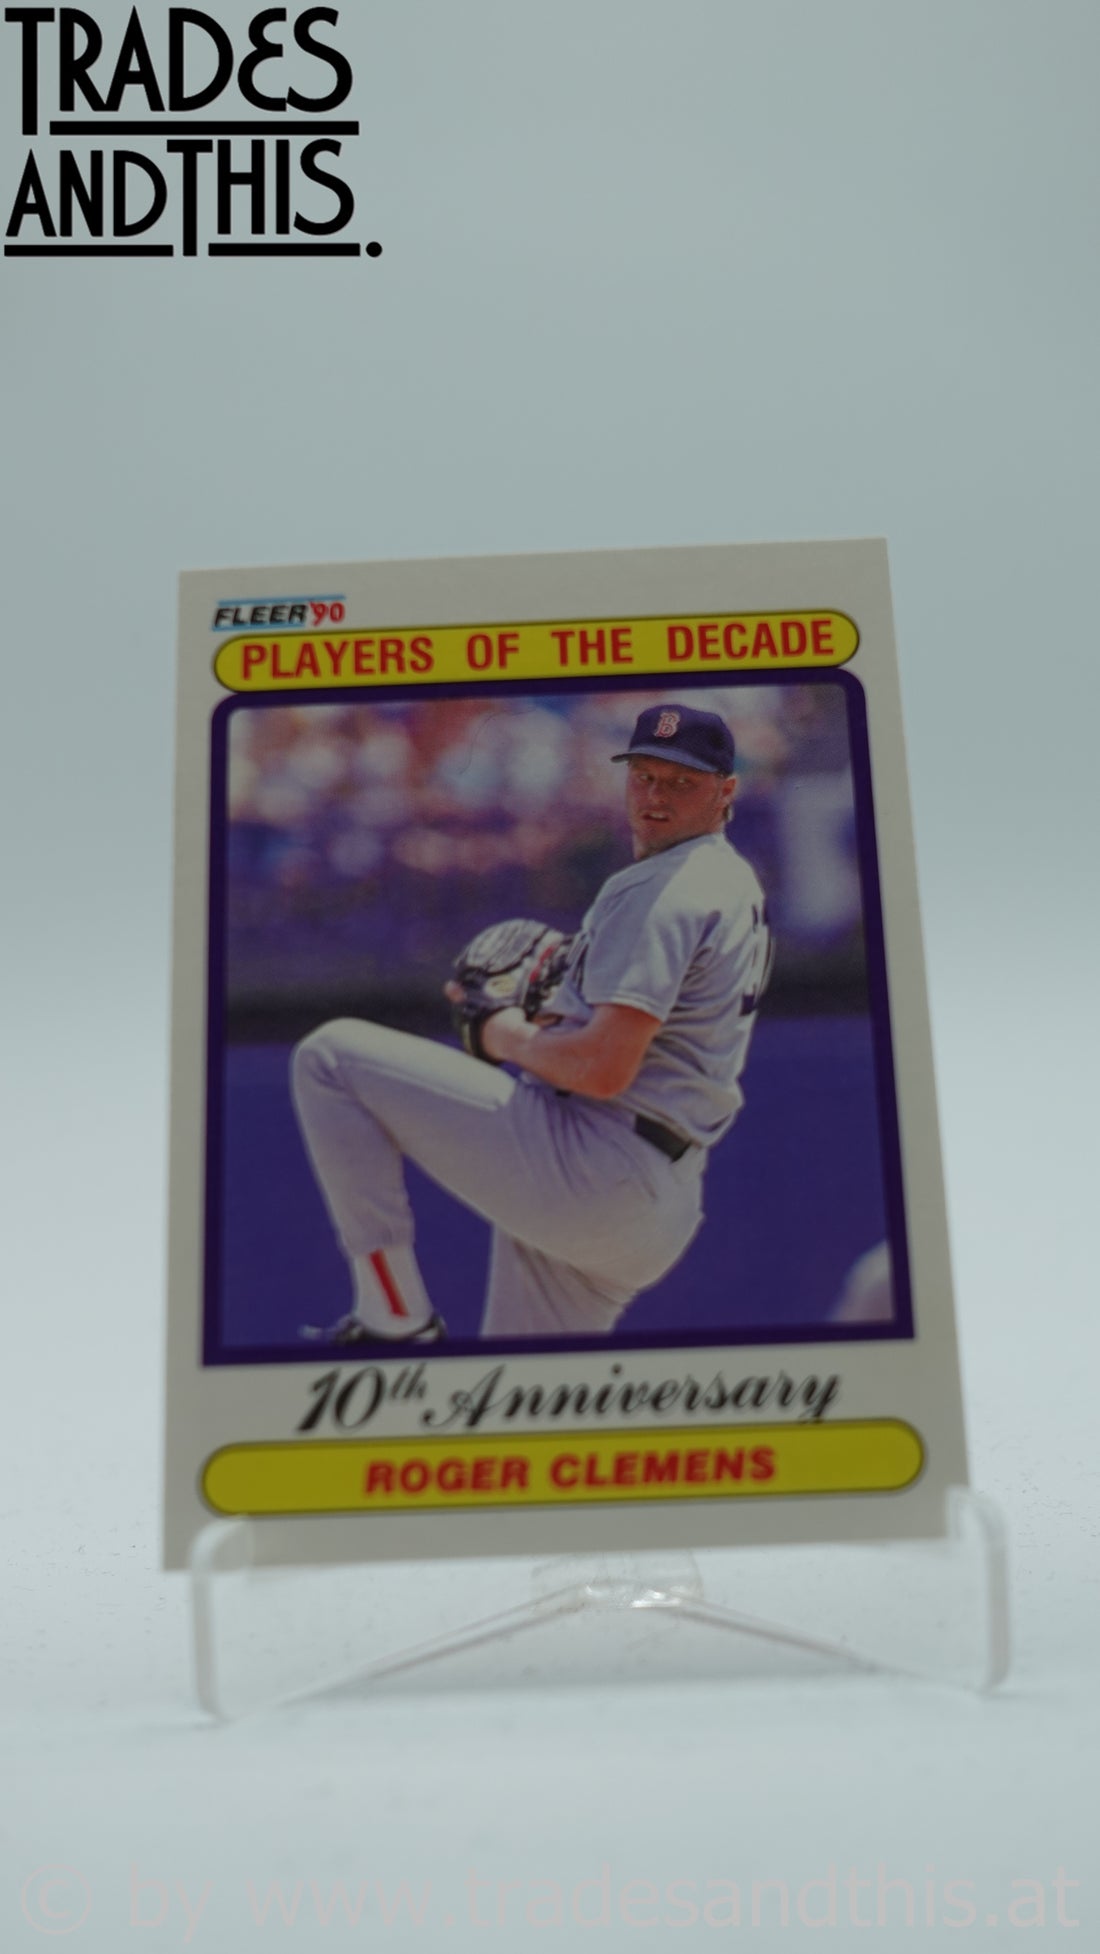 TRADES
ANDTHIS.
FLEER'90
PLAYERS OF THE DECADE
B
10th Anniversary
ROGER CLEMENS
© by www.tradesandthis.at